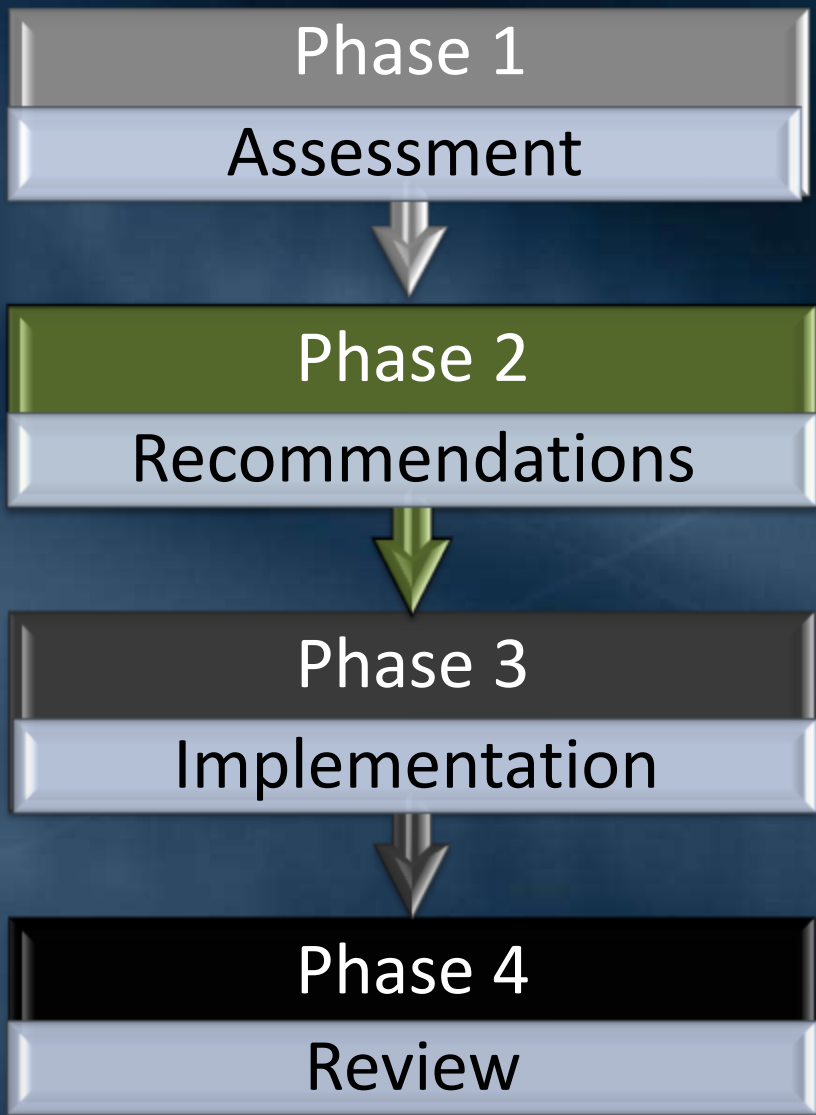 Phase 1
Assessment
Phase 2
Recommendations
Phase 3
Implementation
Phase 4
Review